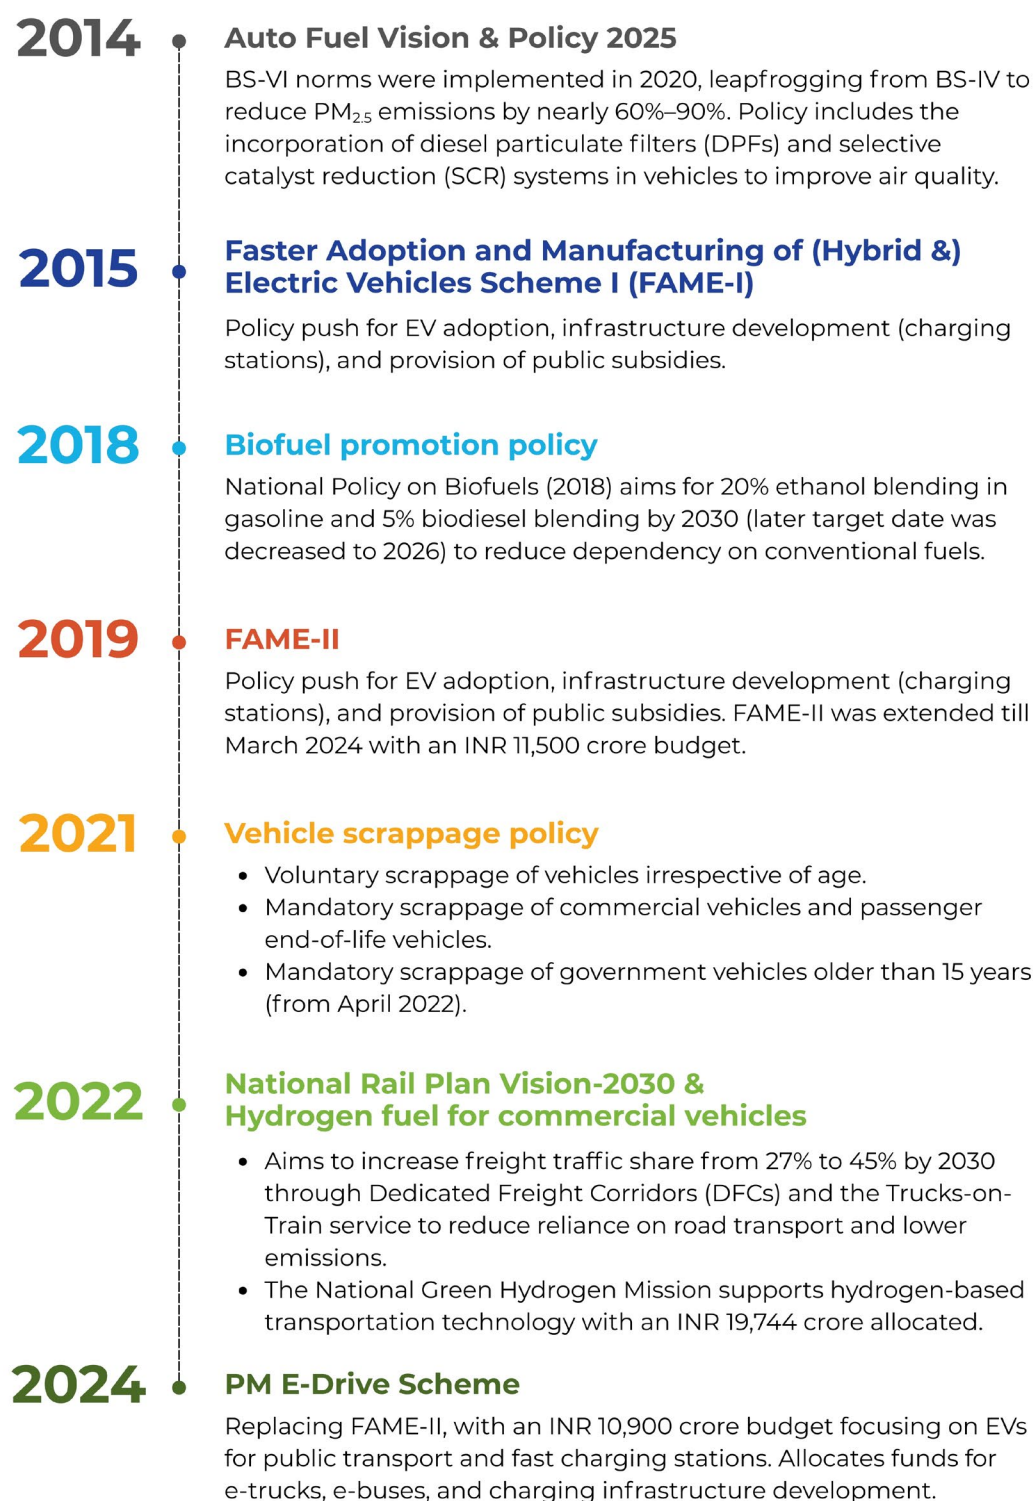 2014
Auto Fuel Vision & Policy 2025
BS-VI norms were implemented in 2020, leapfrogging from BS-IV to
reduce PM2.5 emissions by nearly 60%–90%. Policy includes the
incorporation of diesel particulate filters (DPFs) and selective
catalyst reduction (SCR) systems in vehicles to improve air quality.
2015
Faster Adoption and Manufacturing of (Hybrid &)
Electric Vehicles Scheme I (FAME-I)
Policy push for EV adoption, infrastructure development (charging
stations), and provision of public subsidies.
2018
Biofuel promotion policy
National Policy on Biofuels (2018) aims for 20% ethanol blending in
gasoline and 5% biodiesel blending by 2030 (later target date was
decreased to 2026) to reduce dependency on conventional fuels.
2019
FAME-II
Policy push for EV adoption, infrastructure development (charging
stations), and provision of public subsidies. FAME-II was extended till
March 2024 with an INR 11,500 crore budget.
2021
Vehicle scrappage policy
• Voluntary scrappage of vehicles irrespective of age.
• Mandatory scrappage of commercial vehicles and passenger
end-of-life vehicles.
• Mandatory scrappage of government vehicles older than 15 years
(from April 2022).
2022
National Rail Plan Vision-2030 &
Hydrogen fuel for commercial vehicles
• Aims to increase freight traffic share from 27% to 45% by 2030
through Dedicated Freight Corridors (DFCs) and the Trucks-on-
Train service to reduce reliance on road transport and lower
emissions.
• The National Green Hydrogen Mission supports hydrogen-based
transportation technology with an INR 19,744 crore allocated.
2024
PM E-Drive Scheme
Replacing FAME-II, with an INR 10,900 crore budget focusing on EVs
for public transport and fast charging stations. Allocates funds for
e-trucks, e-buses, and charging infrastructure development.